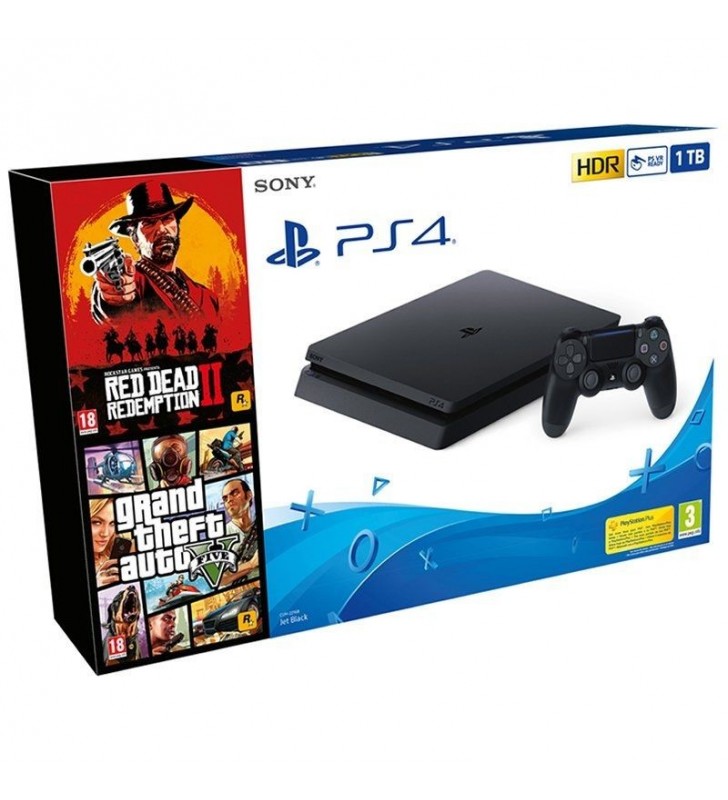 SONY
HDR
PS VR
READY
1 TB
PS4
ROCKSTAR GAMES PRESENTS
RED DEAD
REDEMPTION II
R
18
SONY
PS4
grand
theft
auto
V
FIVE
R
18
PlayStation Plus
3
Jet Black